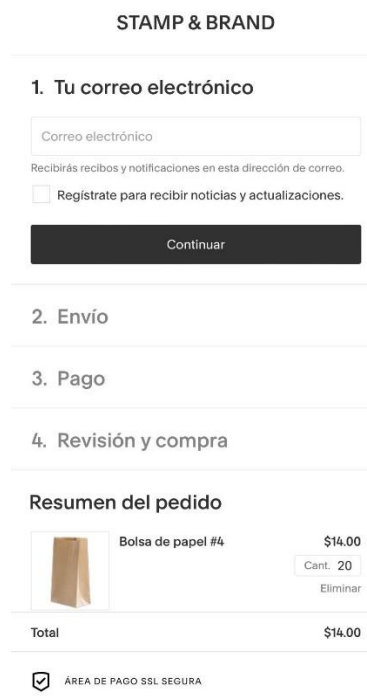 STAMP & BRAND
1. Tu correo electrónico
Correo electrónico
Recibirás recibos y notificaciones en esta dirección de correo.
Regístrate para recibir noticias y actualizaciones.
Continuar
2. Envío
3. Pago
4. Revisión y compra
Resumen del pedido
Bolsa de papel #4 $14.00
Cant. 20
Eliminar
Total $14.00
ÁREA DE PAGO SSL SEGURA